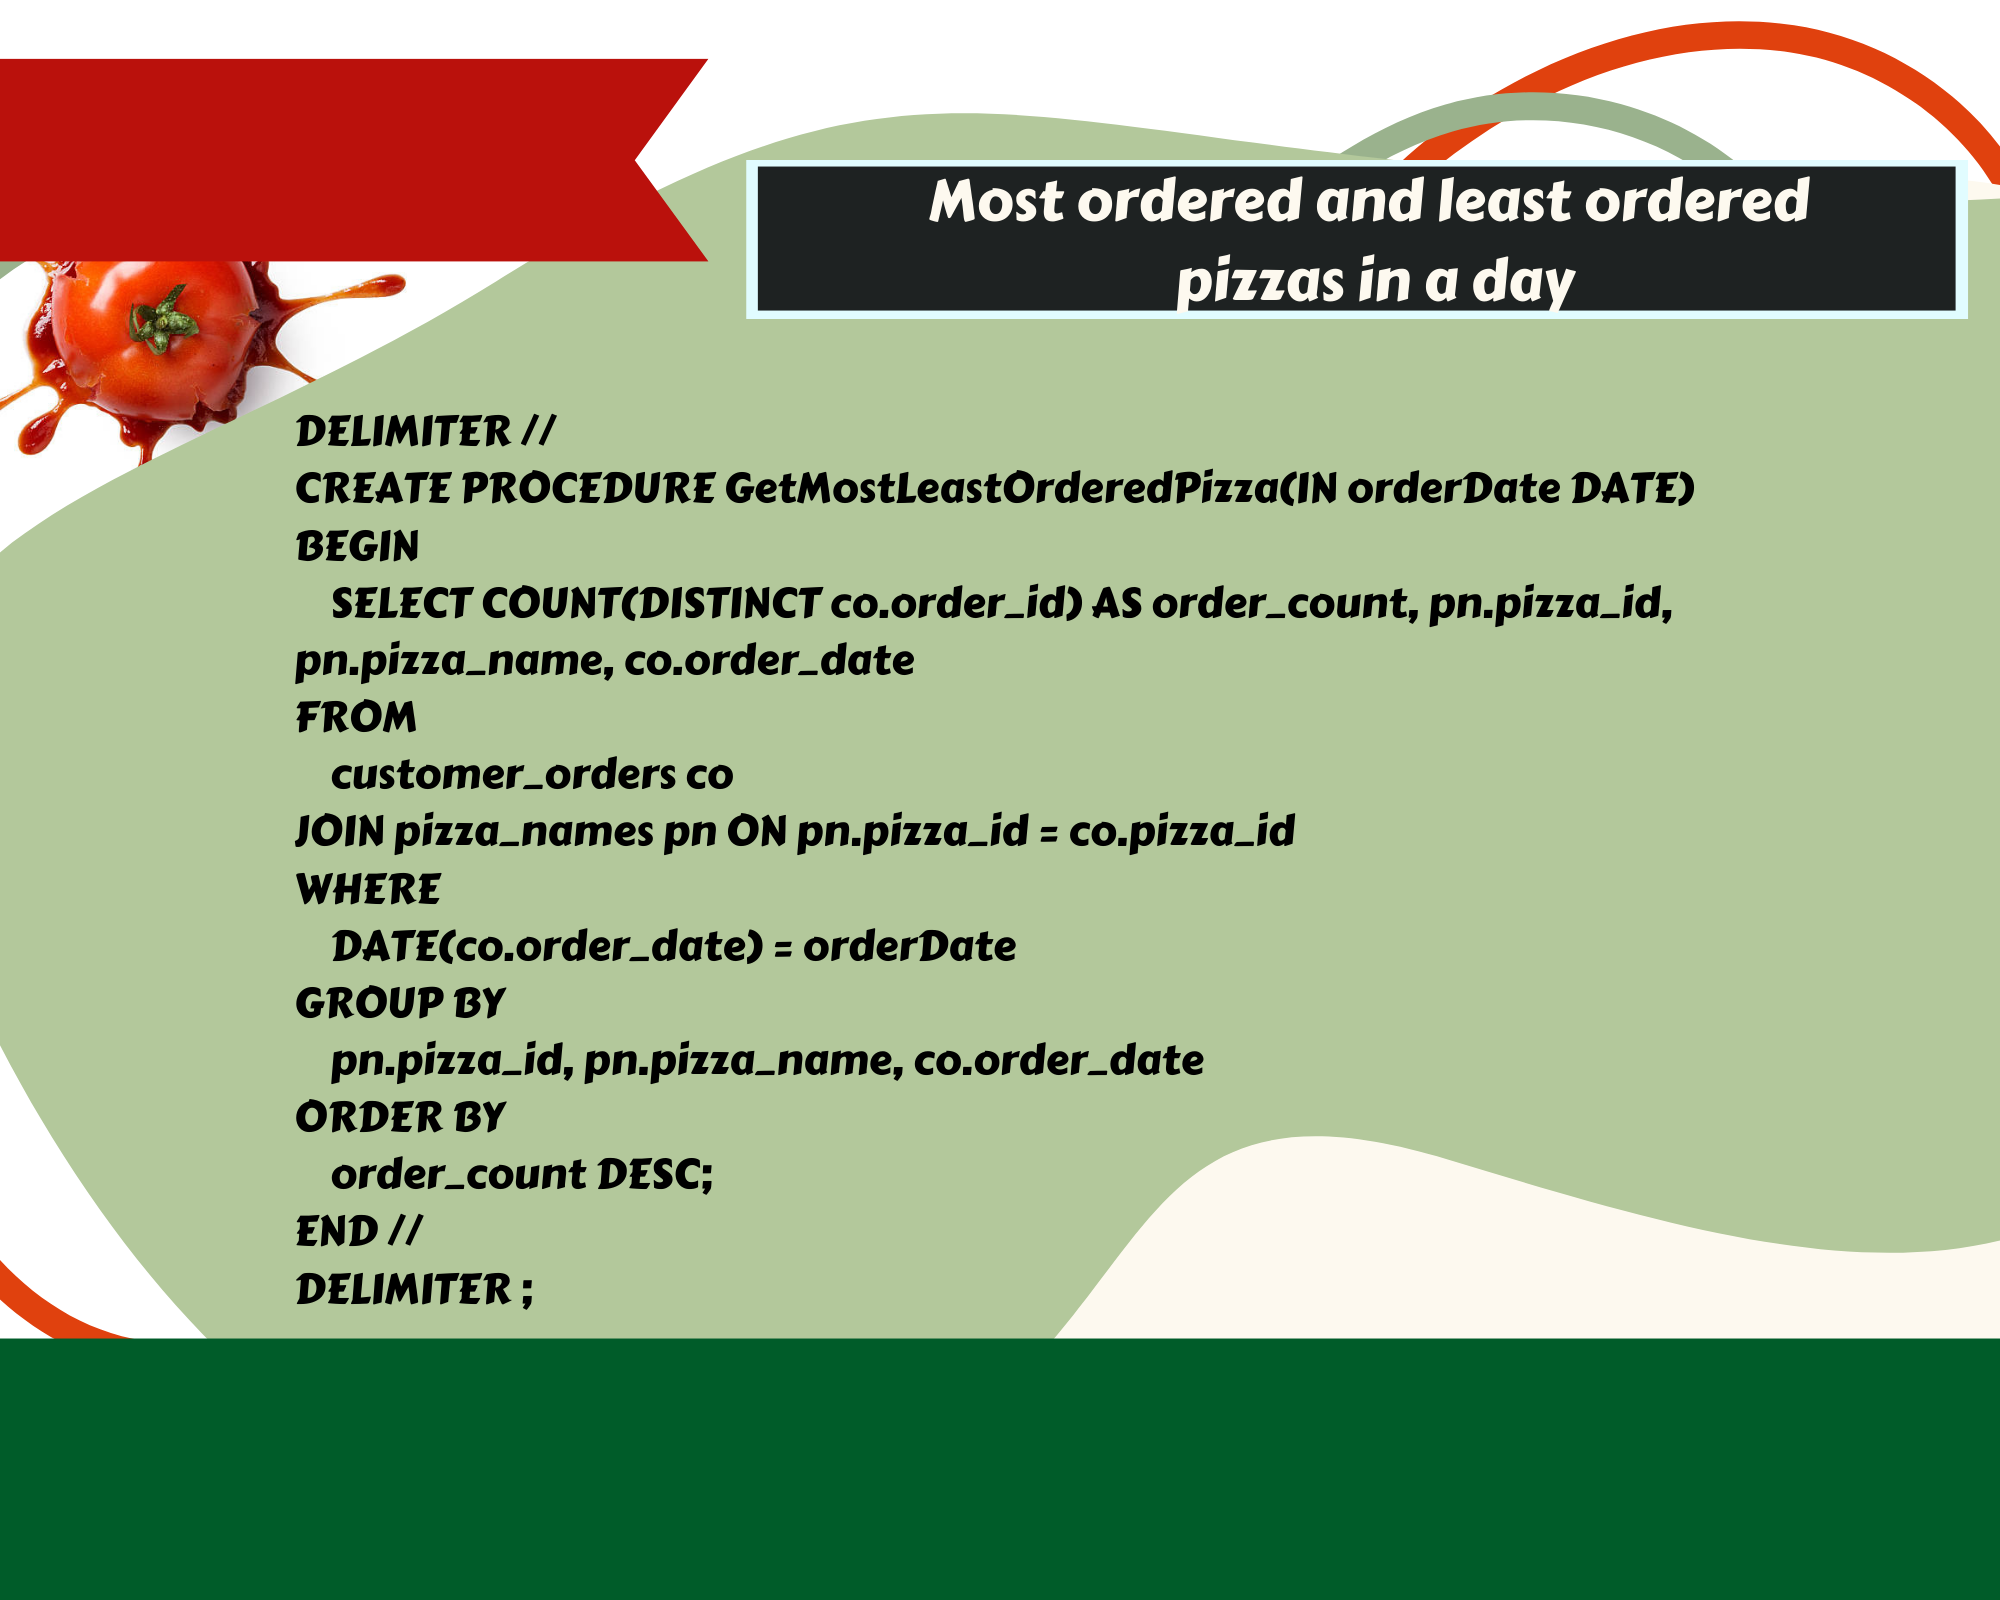 Most ordered and least ordered
pizzas in a day
DELIMITER //
CREATE PROCEDURE GetMostLeastOrderedPizza(IN orderDate DATE)
BEGIN
SELECT COUNT(DISTINCT co.order_id) AS order_count, pn.pizza_id,
pn.pizza_name, co.order_date
FROM
customer_orders co
JOIN pizza_names pn ON pn.pizza_id = co.pizza_id
WHERE
DATE(co.order_date) = orderDate
GROUP BY
pn.pizza_id, pn.pizza_name, co.order_date
ORDER BY
order_count DESC;
END //
DELIMITER ;